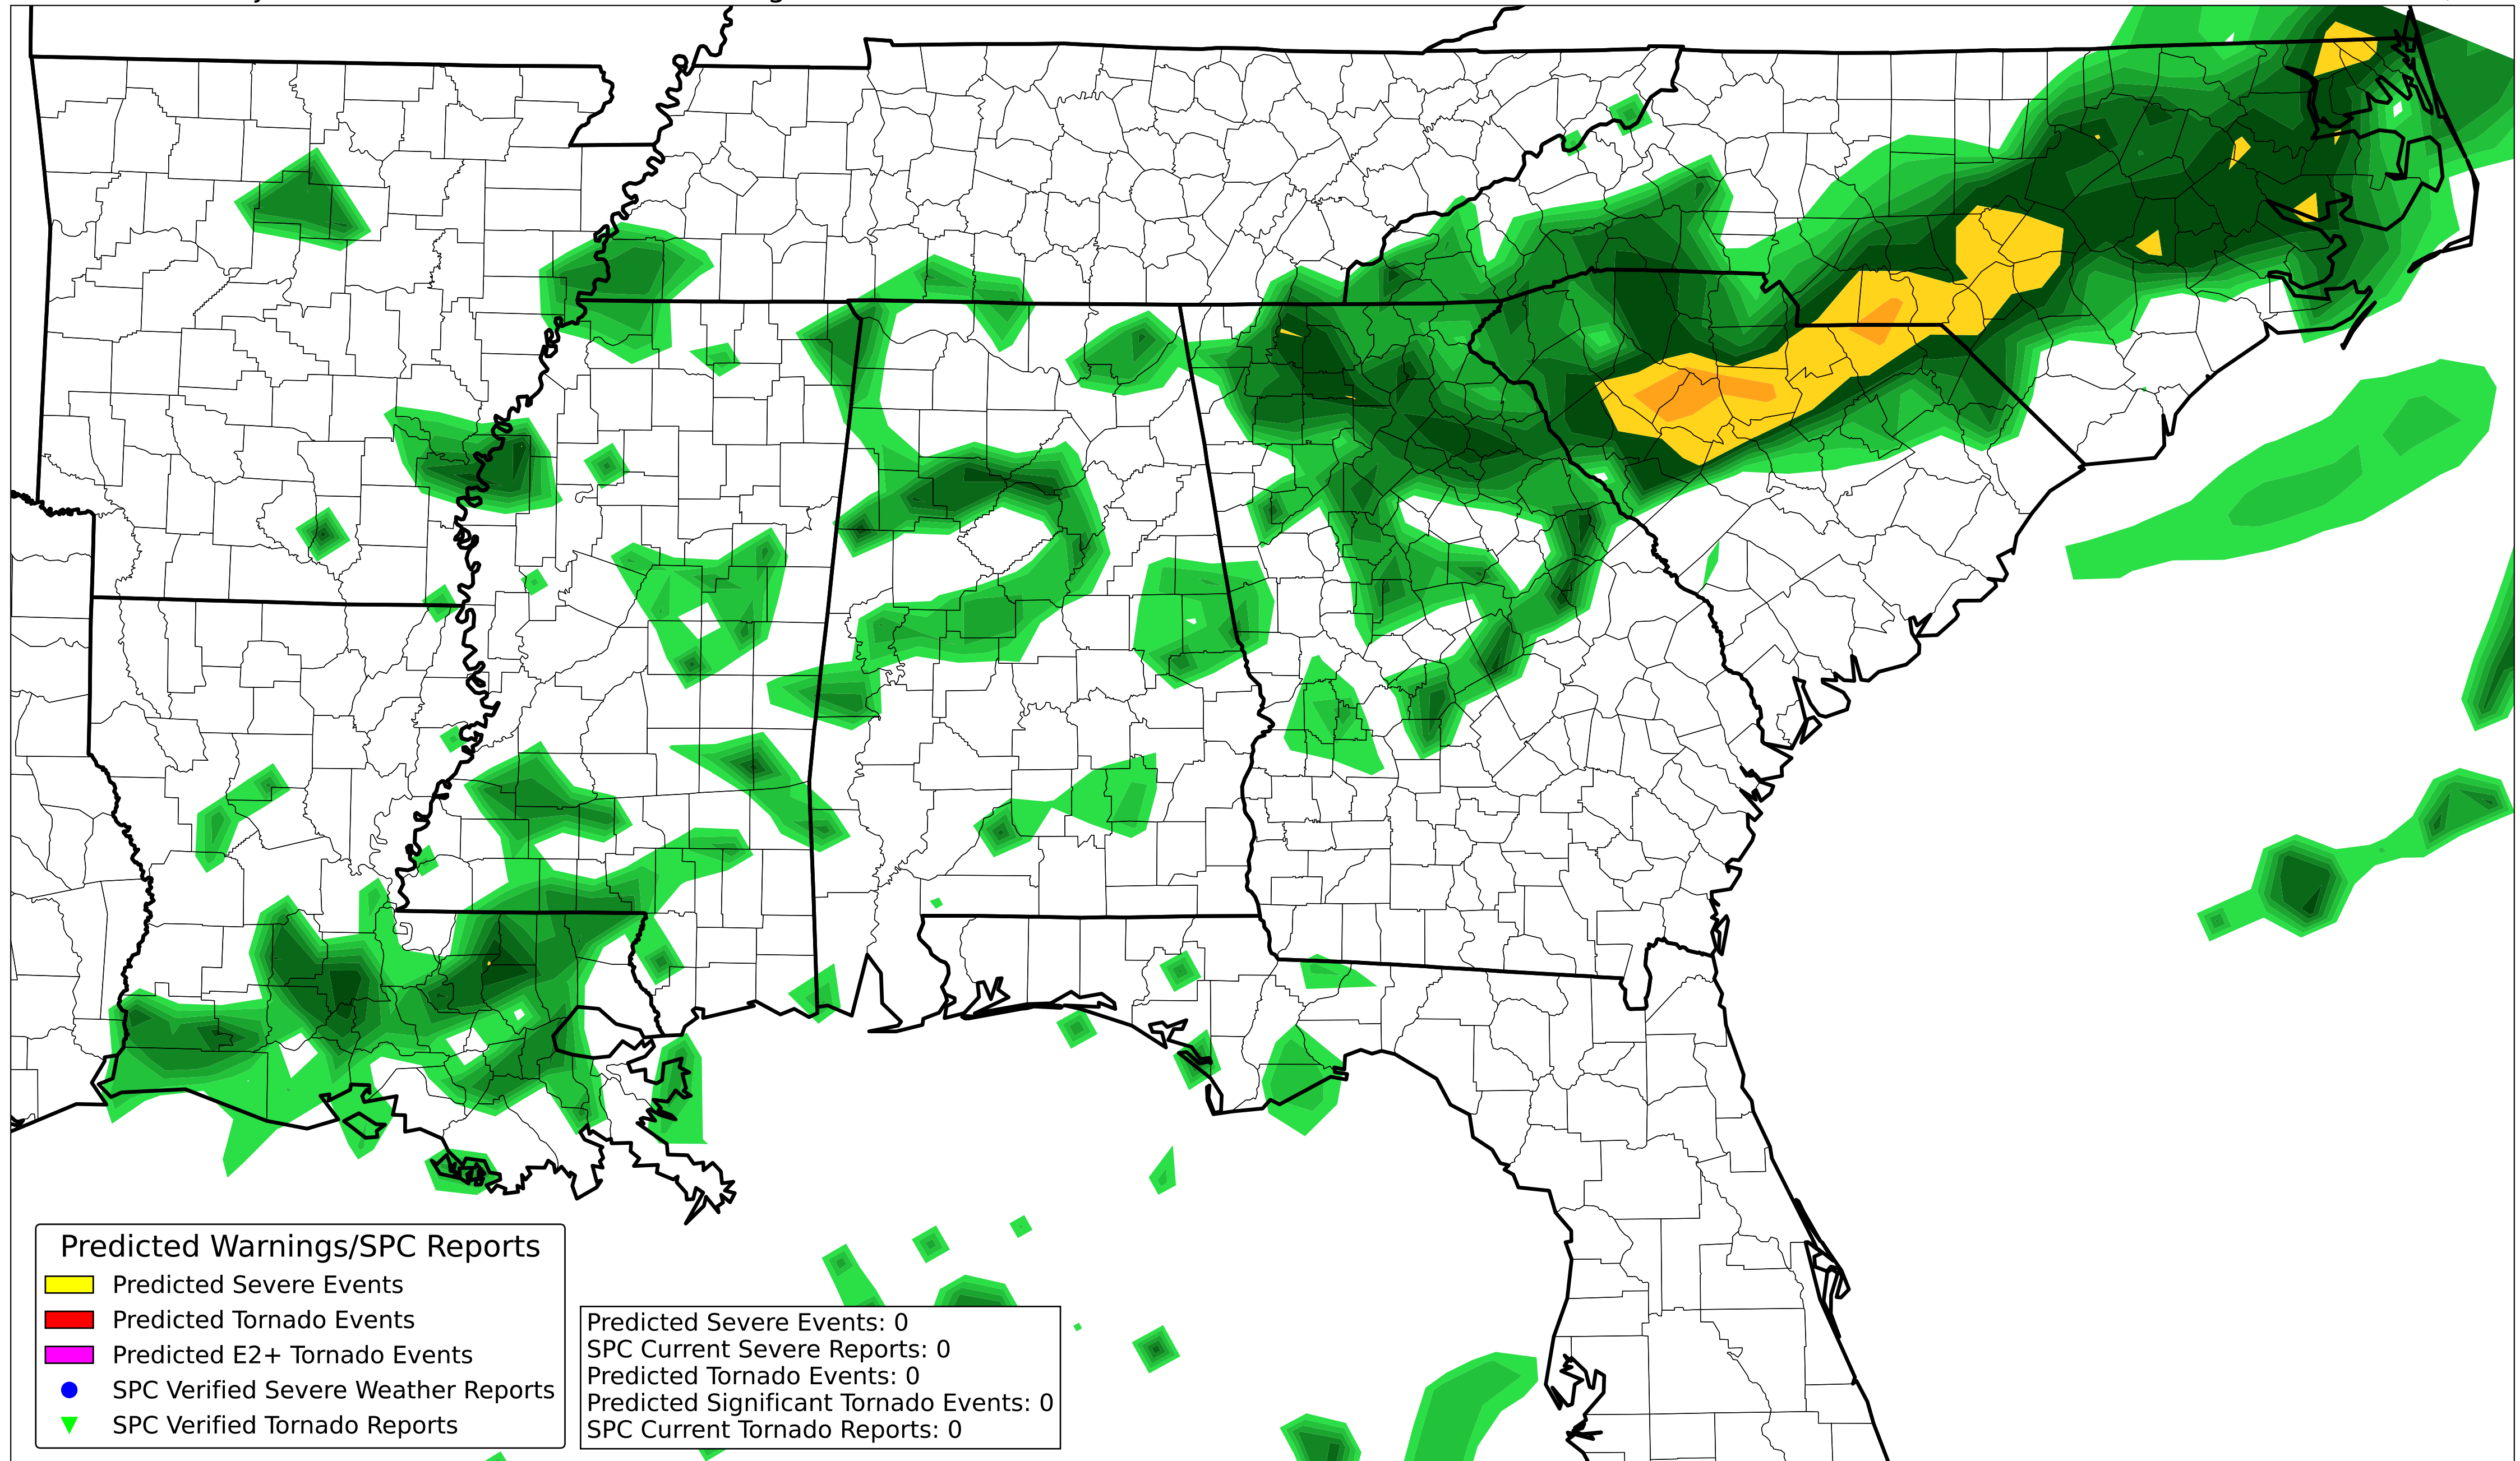 Predicted Warnings/SPC Reports
Predicted Severe Events
Predicted Tornado Events
Predicted E2+ Tornado Events
SPC Verified Severe Weather Reports
SPC Verified Tornado Reports
Predicted Severe Events: 0
SPC Current Severe Reports: 0
Predicted Tornado Events: 0
Predicted Significant Tornado Events: 0
SPC Current Tornado Reports: 0